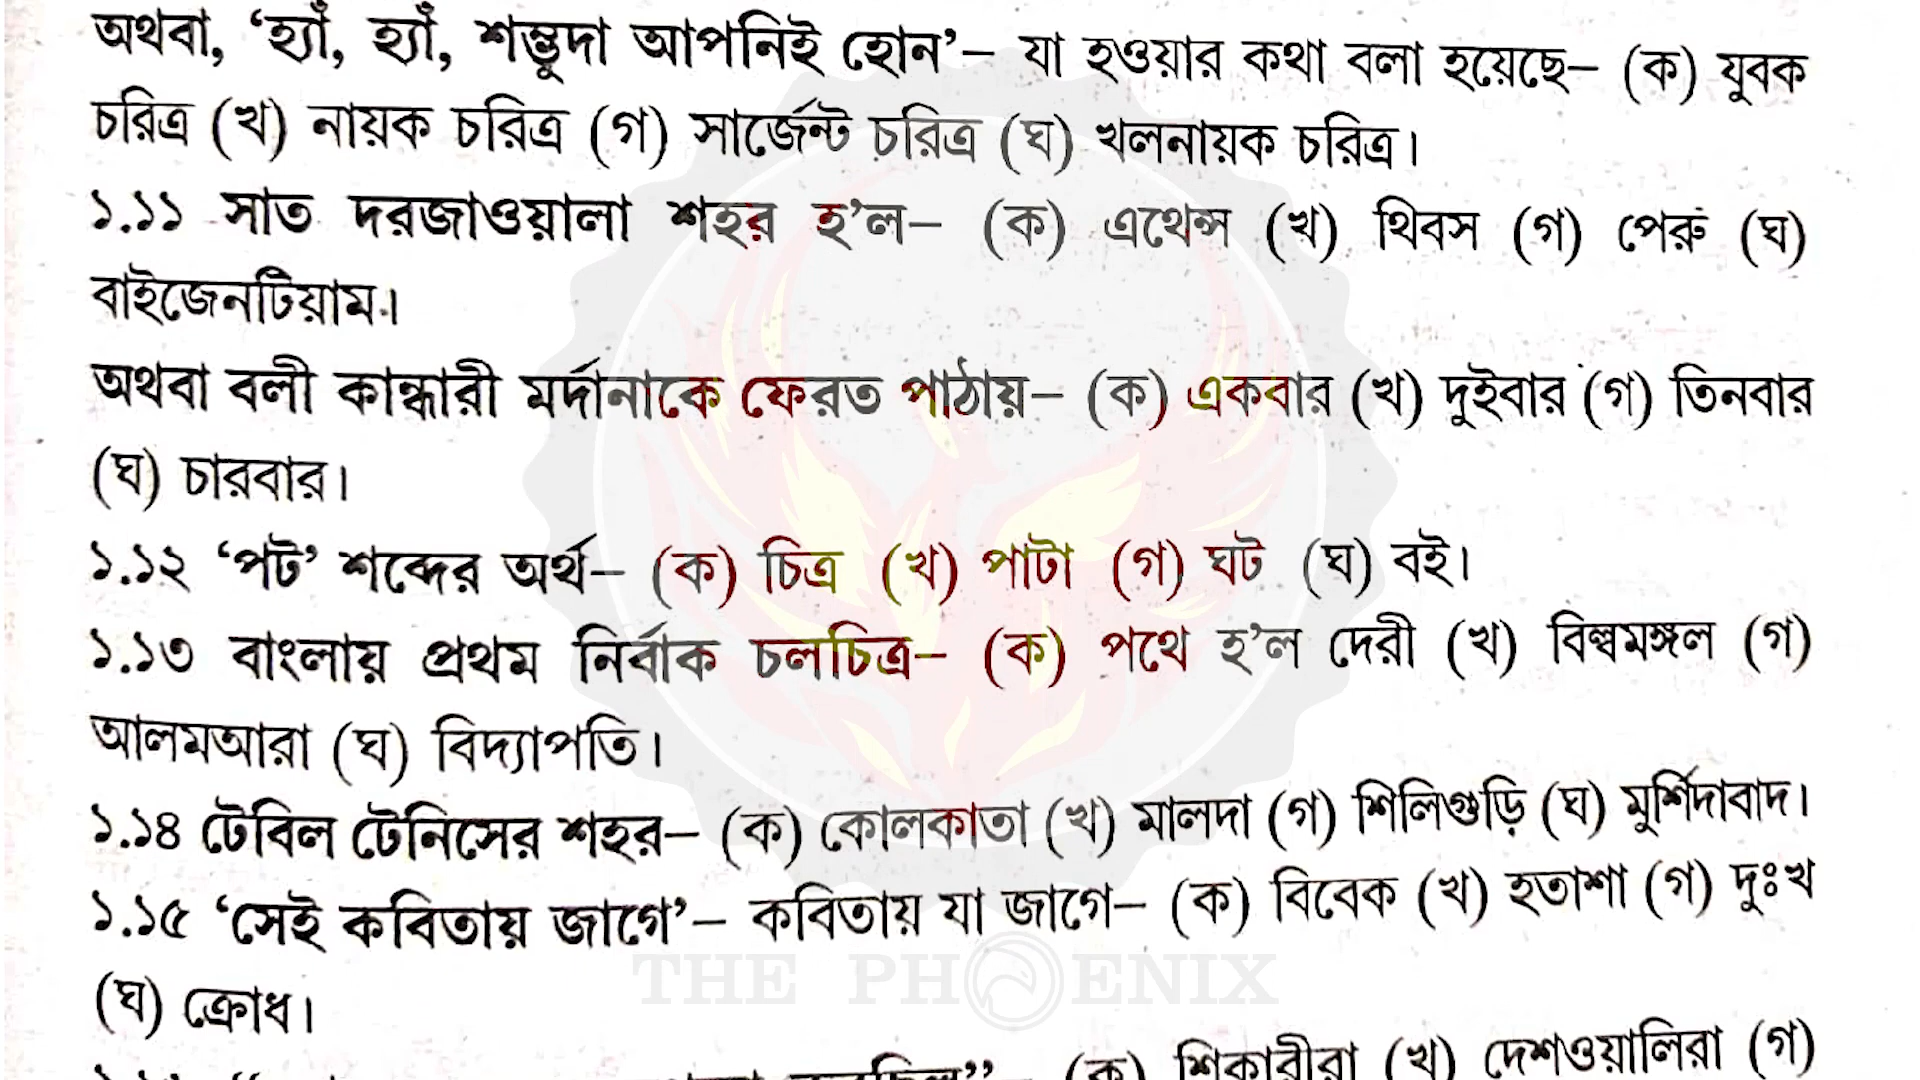 অথবা, ‘হ্যাঁ, হ্যাঁ, শম্ভুদা আপনিই হোন’– যা হওয়ার কথা বলা হয়েছে– (ক) যুবক
চরিত্র (খ) নায়ক চরিত্র (গ) সার্জেন্ট চরিত্র (ঘ) খলনায়ক চরিত্র।
১.১১ সাত দরজাওয়ালা শহর হ’ল– (ক) এথেন্স (খ) থিবস (গ) পেরু (ঘ)
বাইজেনটিয়াম।
অথবা বলী কান্ধারী মর্দানাকে ফেরত পাঠায়– (ক) একবার (খ) দুইবার (গ) তিনবার
(ঘ) চারবার।
১.১২ ‘পট’ শব্দের অর্থ– (ক) চিত্র (খ) পাটা (গ) ঘট (ঘ) বই।
১.১৩ বাংলায় প্রথম নির্বাক চলচিত্র– (ক) পথে হ’ল দেরী (খ) বিল্বমঙ্গল (গ)
আলমআরা (ঘ) বিদ্যাপতি।
১.১৪ টেবিল টেনিসের শহর– (ক) কোলকাতা (খ) মালদা (গ) শিলিগুড়ি (ঘ) মুর্শিদাবাদ।
১.১৫ ‘সেই কবিতায় জাগে’– কবিতায় যা জাগে– (ক) বিবেক (খ) হতাশা (গ) দুঃখ
THE PHOENIX
(ঘ) ক্রোধ।
(ক) শিকারীরা (খ) দেশওয়ালিরা (গ)